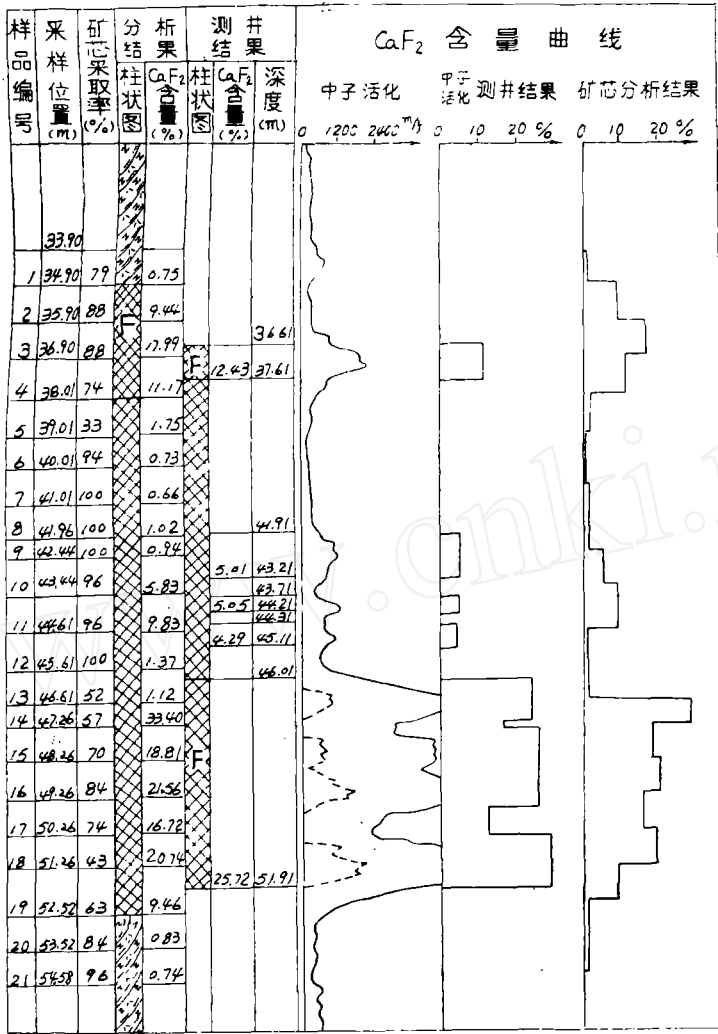 样品编号 采样位置(m) 矿芯采取率(%) 分析结果 测井结果 CaF₂ 含量曲线
柱状图 CaF₂含量(%) 柱状图 CaF₂含量(%) 深度(m) 中子活化 中子活化 测井结果 矿芯分析结果
0 1200 2460 m/s 0 10 20 % 0 10 20 %
33.90
1 34.90 79 0.75
2 35.90 88 9.44
F
36.61
3 36.90 88 17.99
F 12.43 37.61
4 38.01 74 11.17
5 39.01 33 1.75
6 40.01 94 0.73
7 41.01 100 0.66
8 41.96 100 1.02 41.91
9 42.44 100 0.94
5.01 43.21
10 43.44 96 5.83 43.71
5.05 44.21
44.31
11 44.61 96 9.83
4.29 45.11
12 45.61 100 1.37 46.01
13 46.61 52 1.12
14 47.26 57 33.40
15 48.26 70 18.81
F
16 49.26 84 21.56
17 50.26 74 16.72
18 51.26 43 20.74
25.72 51.91
19 52.52 63 9.46
20 53.52 84 0.83
21 54.58 96 0.74